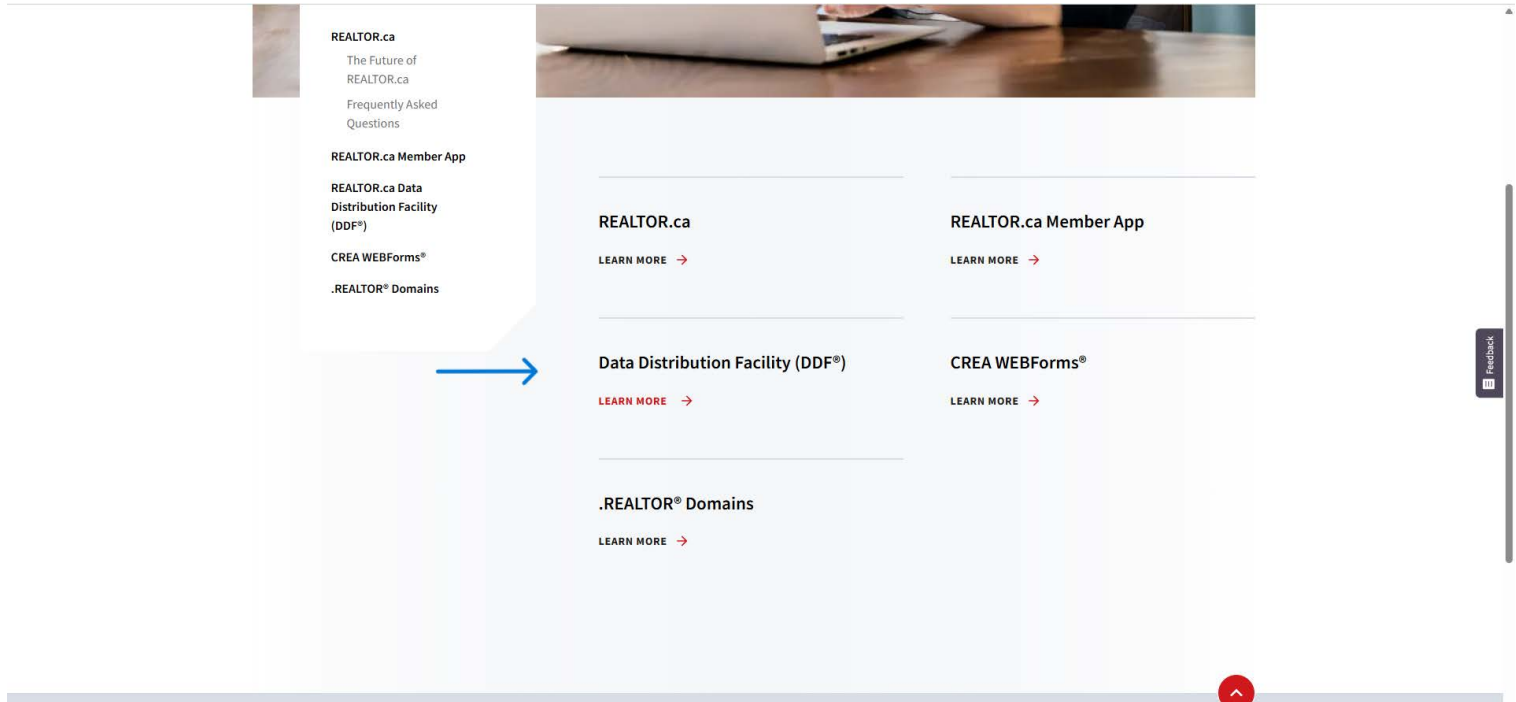 REALTOR.ca
The Future of
REALTOR.ca
Frequently Asked
Questions
REALTOR.ca Member App
REALTOR.ca Data
Distribution Facility
(DDF®)
CREA WEBForms®
.REALTOR® Domains
REALTOR.ca
LEARN MORE
REALTOR.ca Member App
LEARN MORE
Data Distribution Facility (DDF®)
LEARN MORE
CREA WEBForms®
LEARN MORE
.REALTOR® Domains
LEARN MORE
Feedback